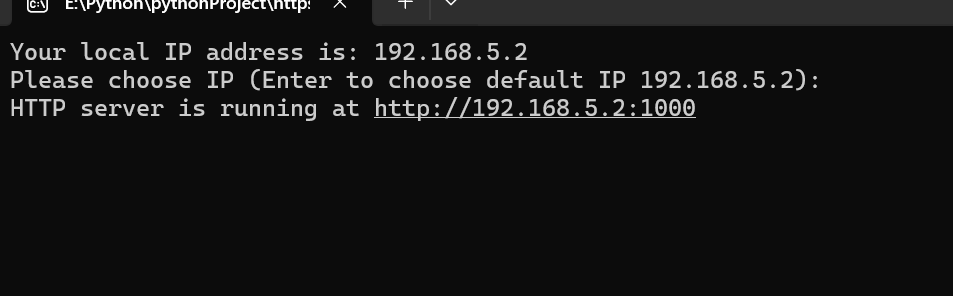 E:\Python\pythonProject\http:
Your local IP address is: 192.168.5.2
Please choose IP (Enter to choose default IP 192.168.5.2):
HTTP server is running at http://192.168.5.2:1000